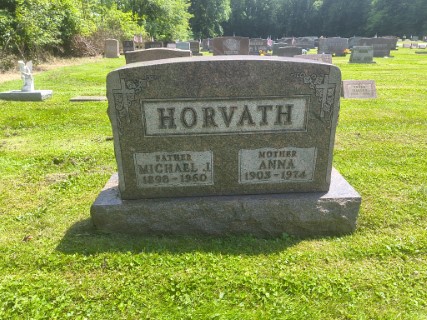 HORVATH
FATHER
MICHAEL J.
1898-1960
MOTHER
ANNA
1903-1974